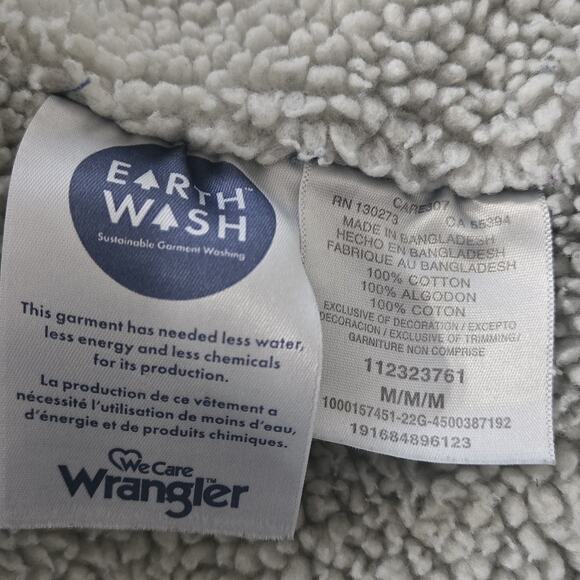 EARTH
WASH™
Sustainable Garment Washing
This garment has needed less water,
less energy and less chemicals
for its production.
La production de ce vêtement a
nécessité l'utilisation de moins d'eau,
d'énergie et de produits chimiques.
We Care
Wrangler™
CARE307
RN 130273 CA 55394
MADE IN BANGLADESH
HECHO EN BANGLADESH
FABRIQUE AU BANGLADESH
100% COTTON
100% ALGODON
100% COTON
EXCLUSIVE OF DECORATION / EXCEPTO
DECORACION / EXCLUSIF OF TRIMMING/
GARNITURE NON COMPRISE
112323761
M/M/M
1000157451-22G-4500387192
191684896123